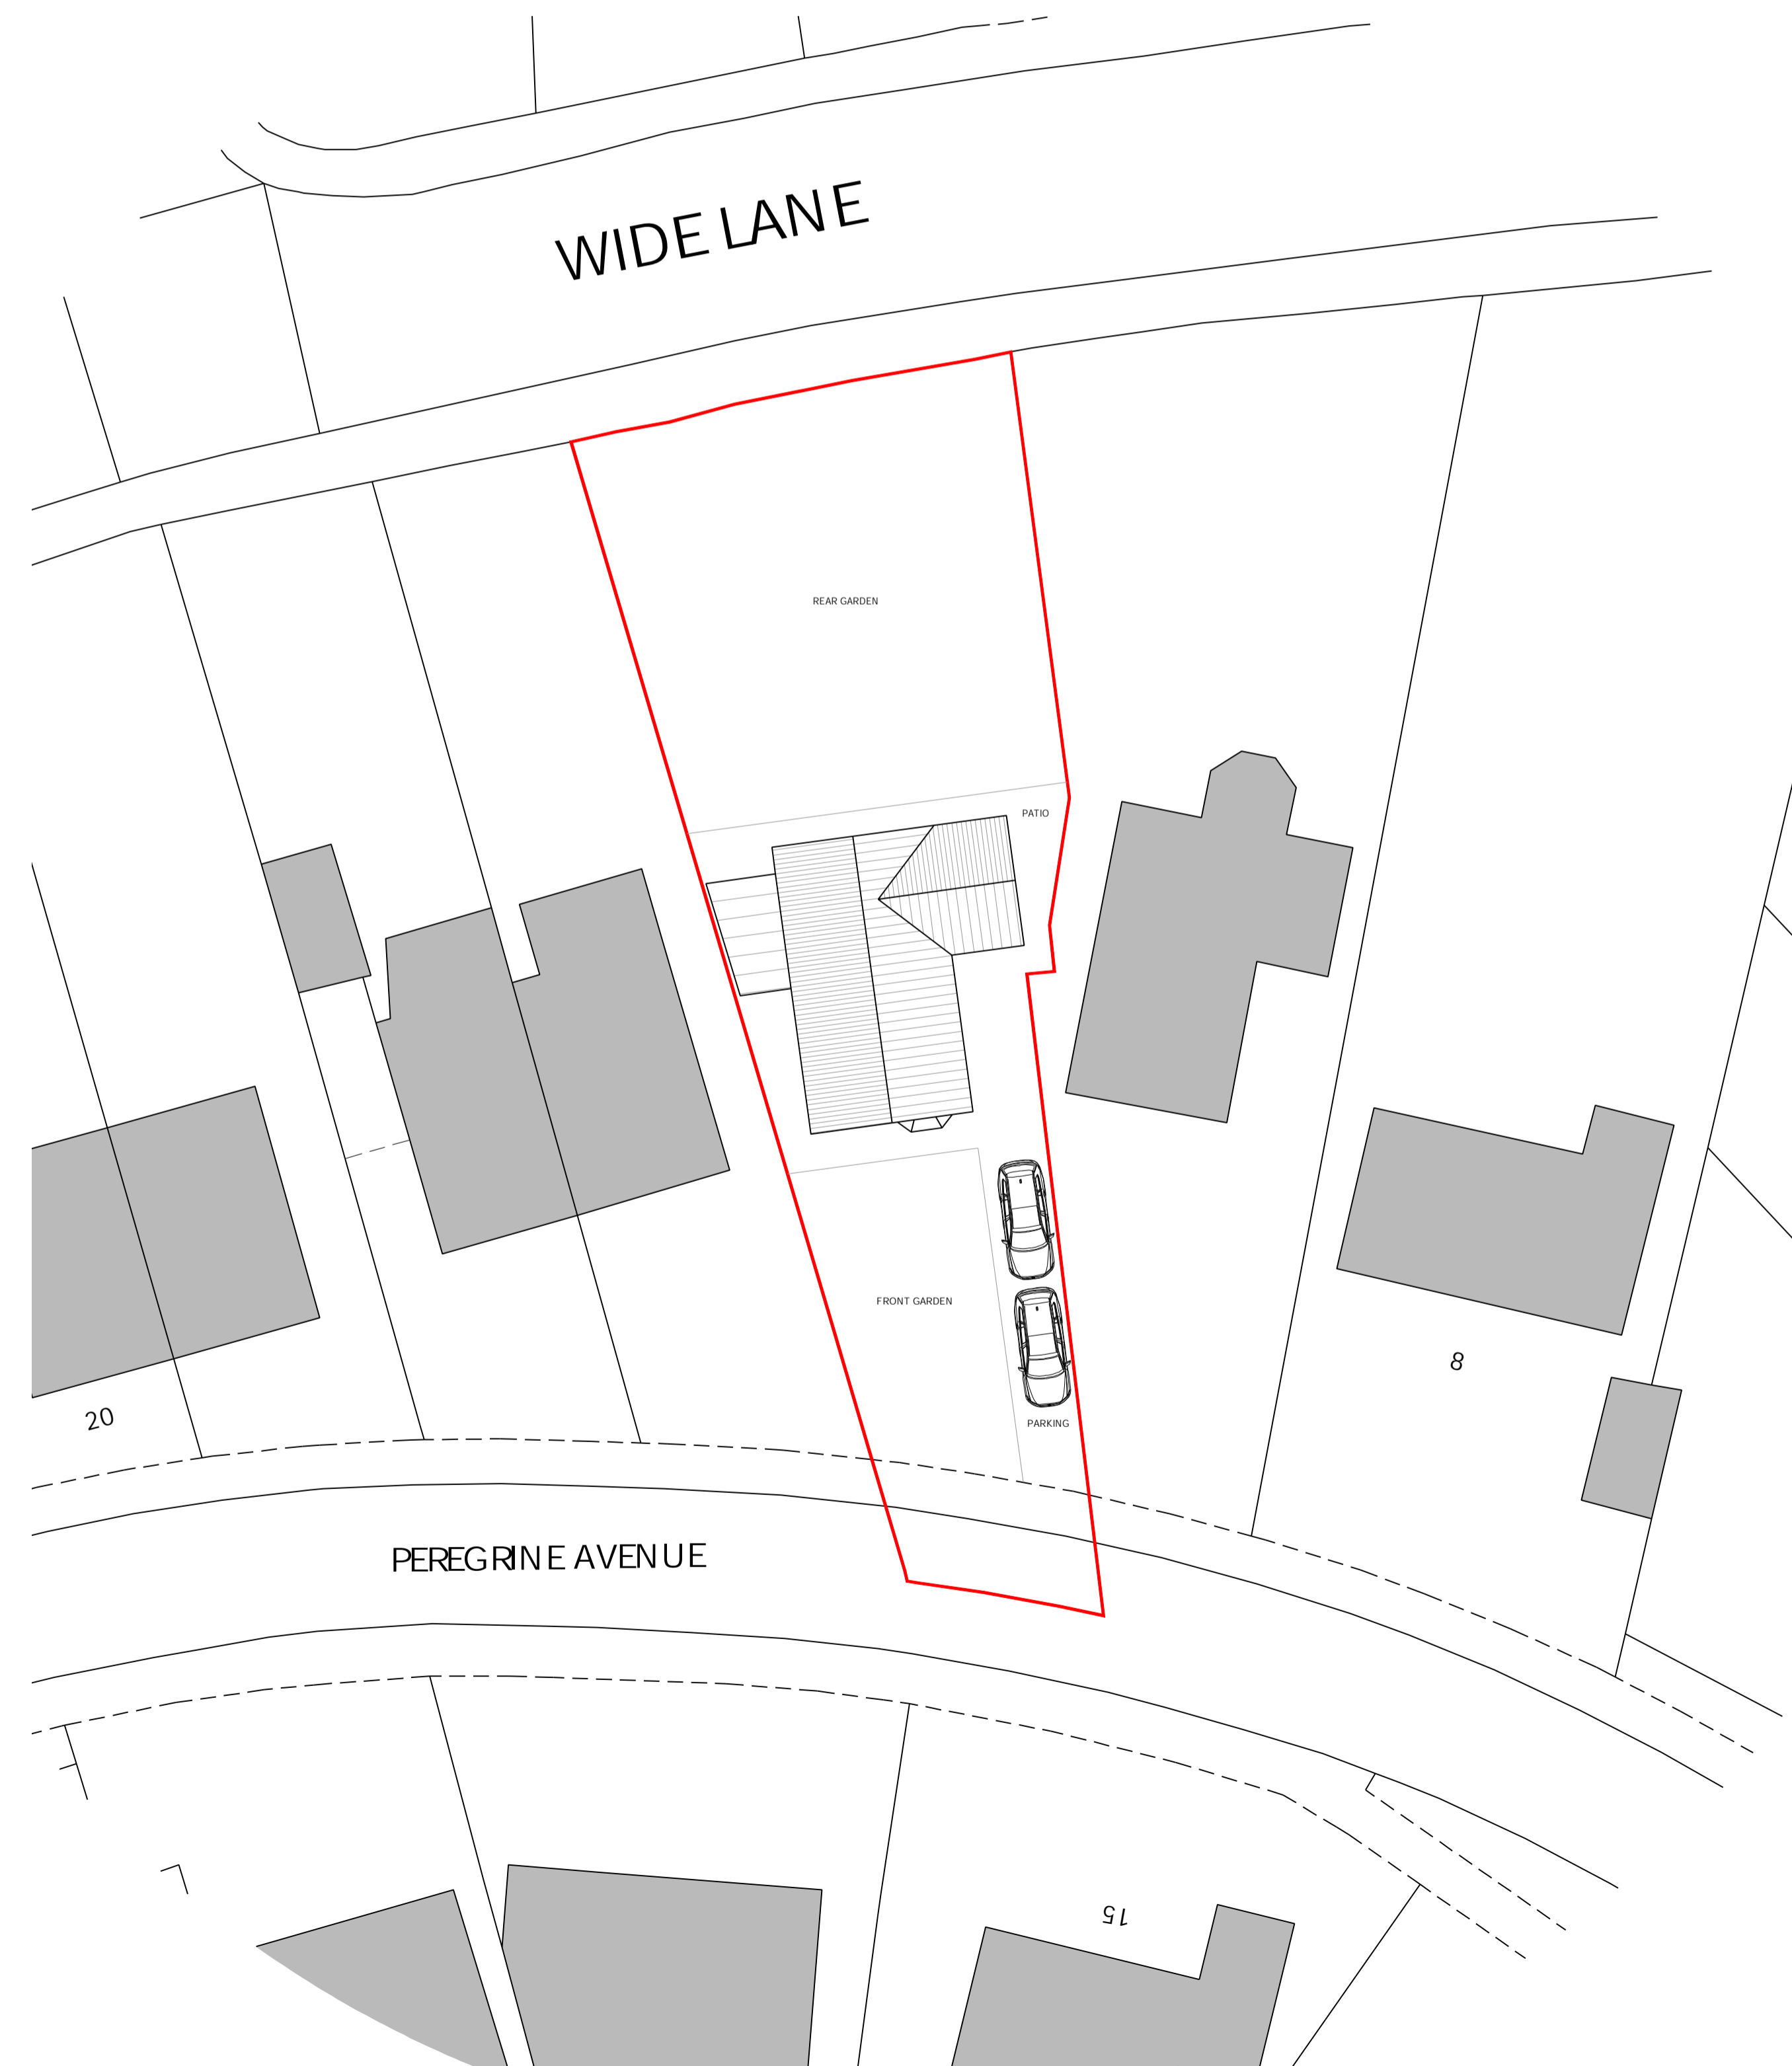 WIDE LANE
REAR GARDEN
PATIO
FRONT GARDEN
8
20
PARKING
PEREGRINE AVENUE
15